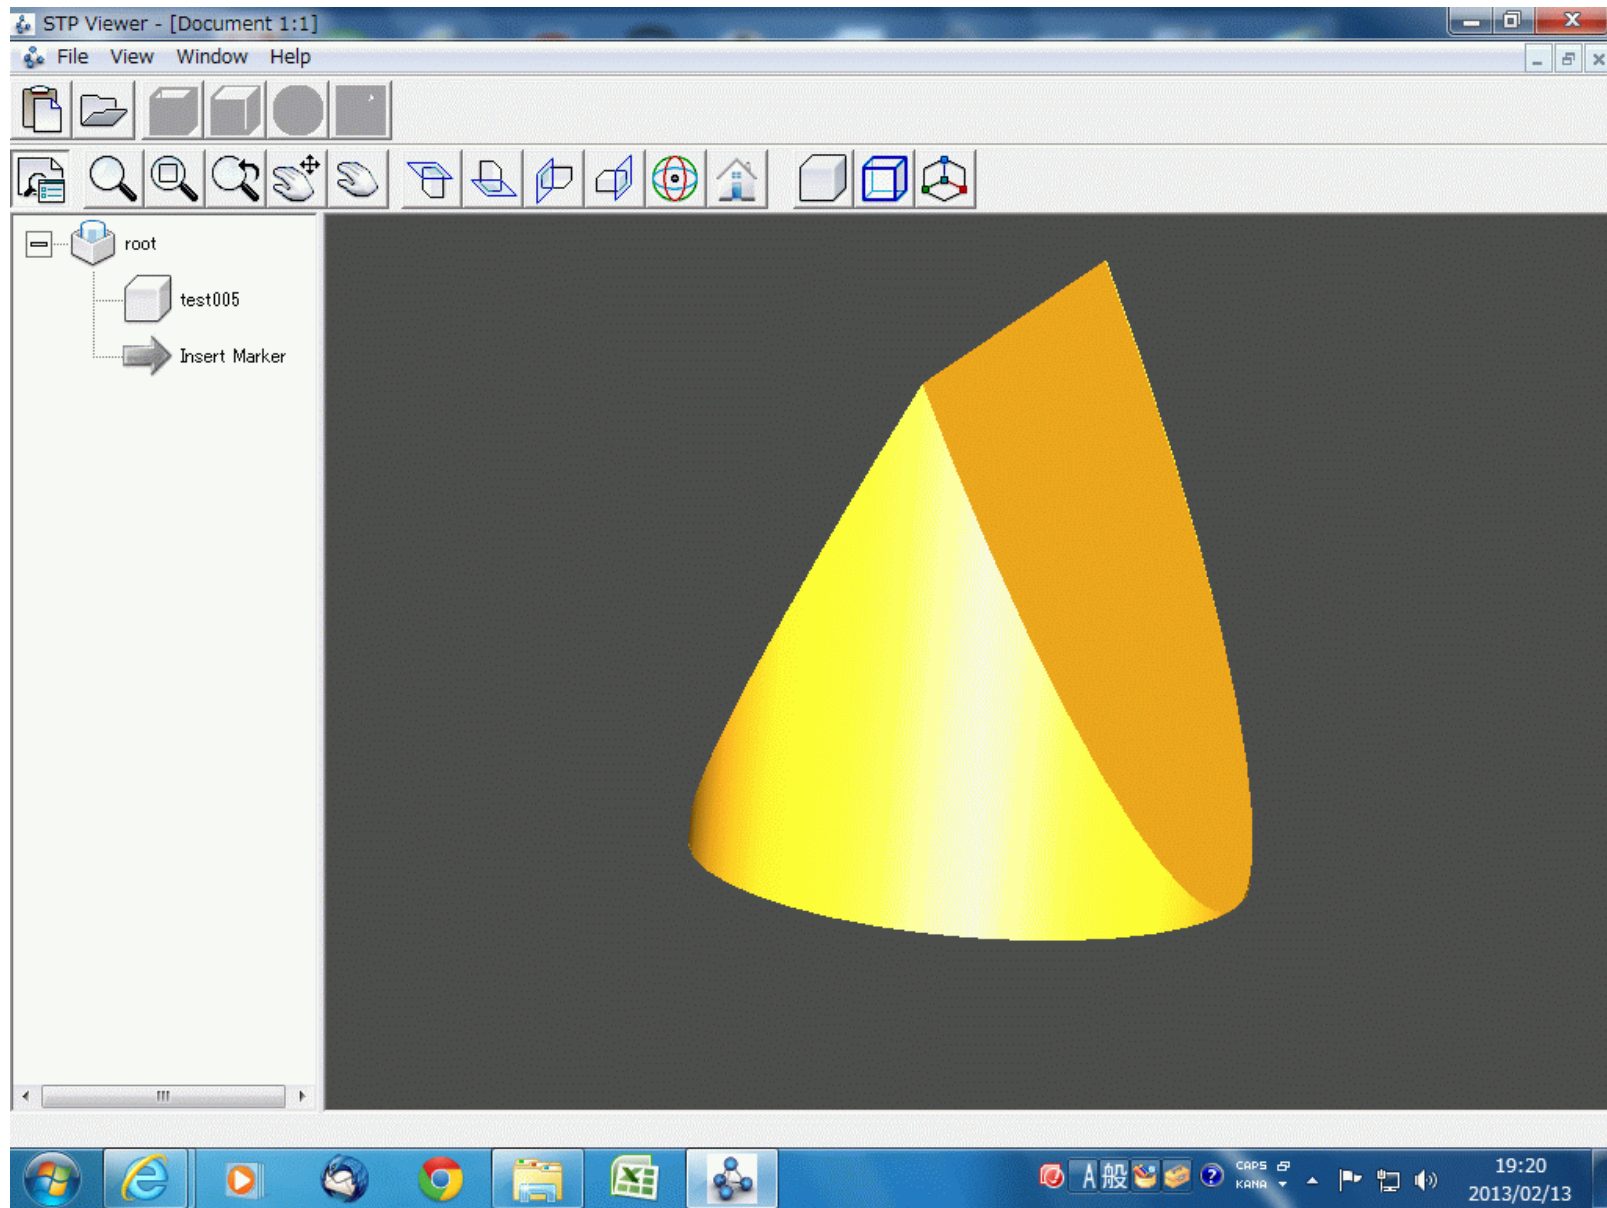 STP Viewer - [Document 1:1]
File View Window Help
root
test005
Insert Marker
A 般
CAPS
KANA
19:20
2013/02/13